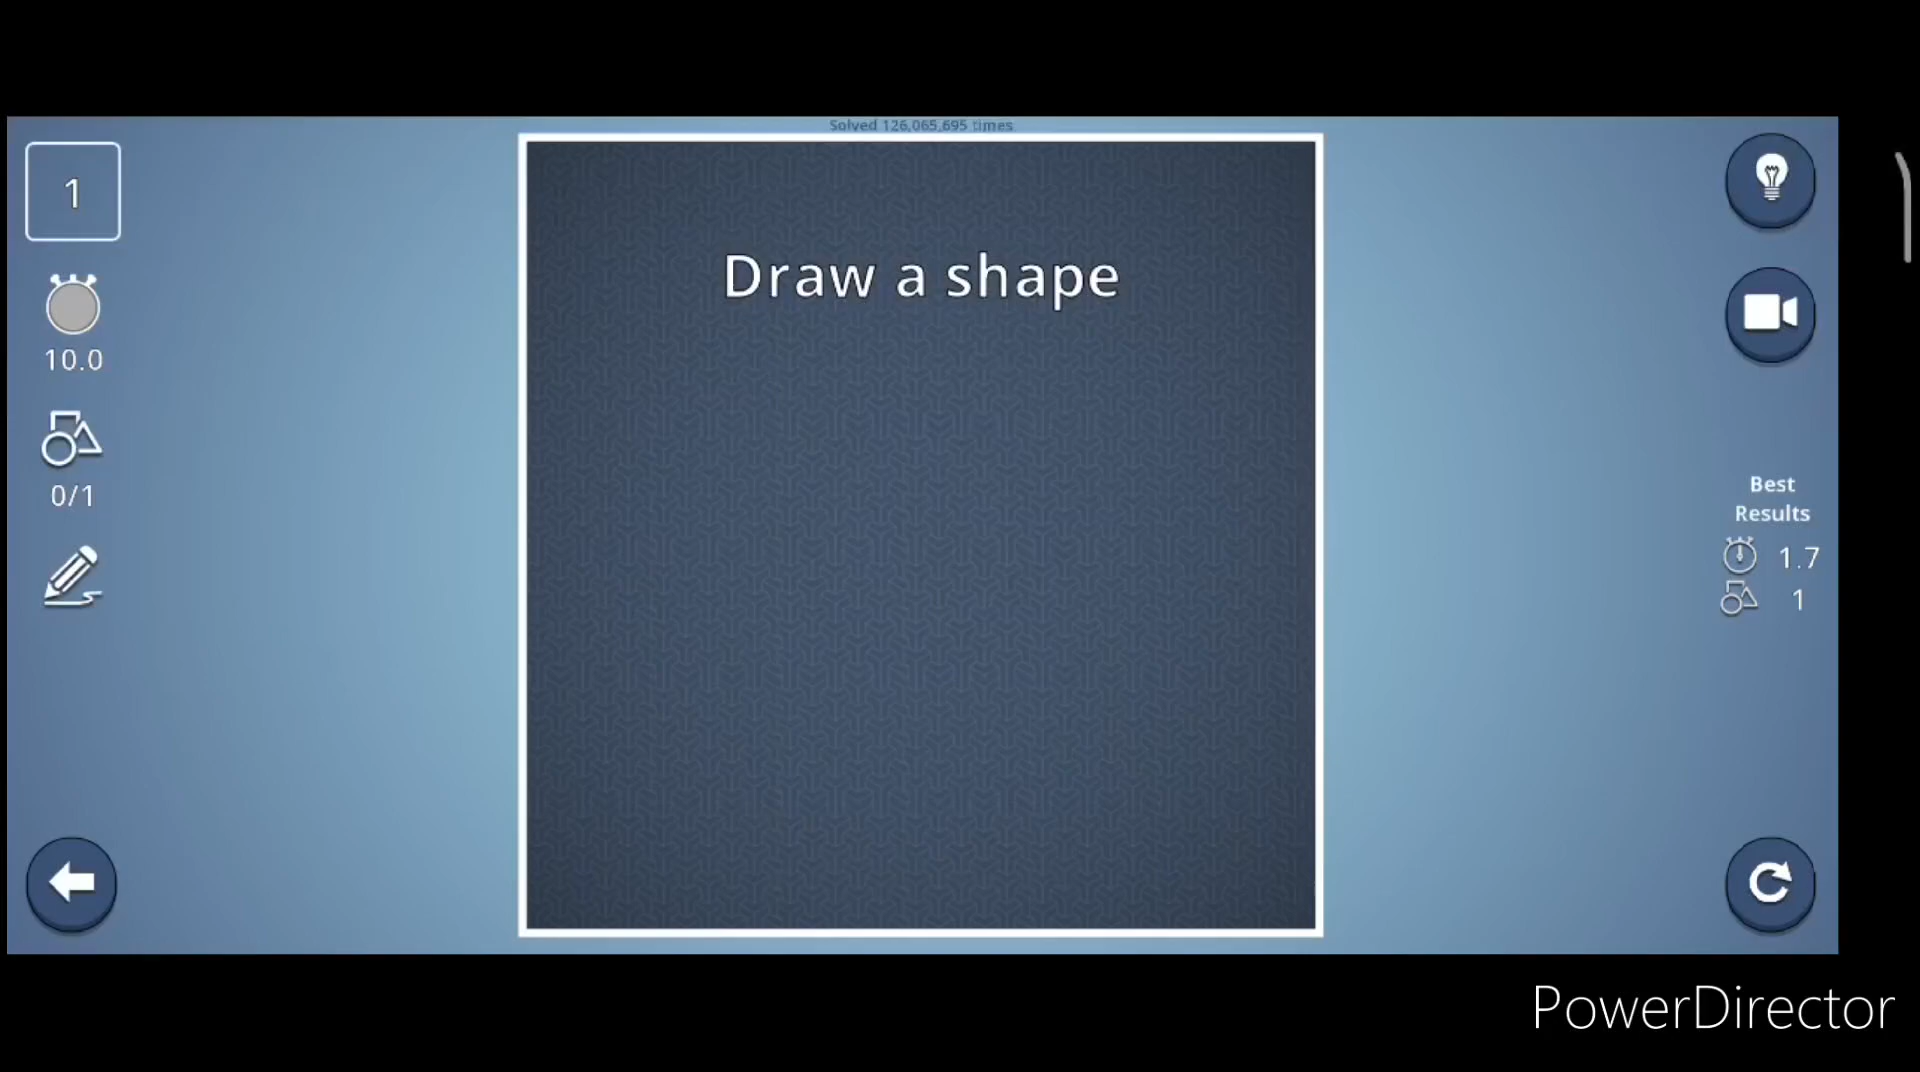 Solved 126,065,695 times
1
Draw a shape
10.0
0/1
Best
Results
1.7
1
PowerDirector